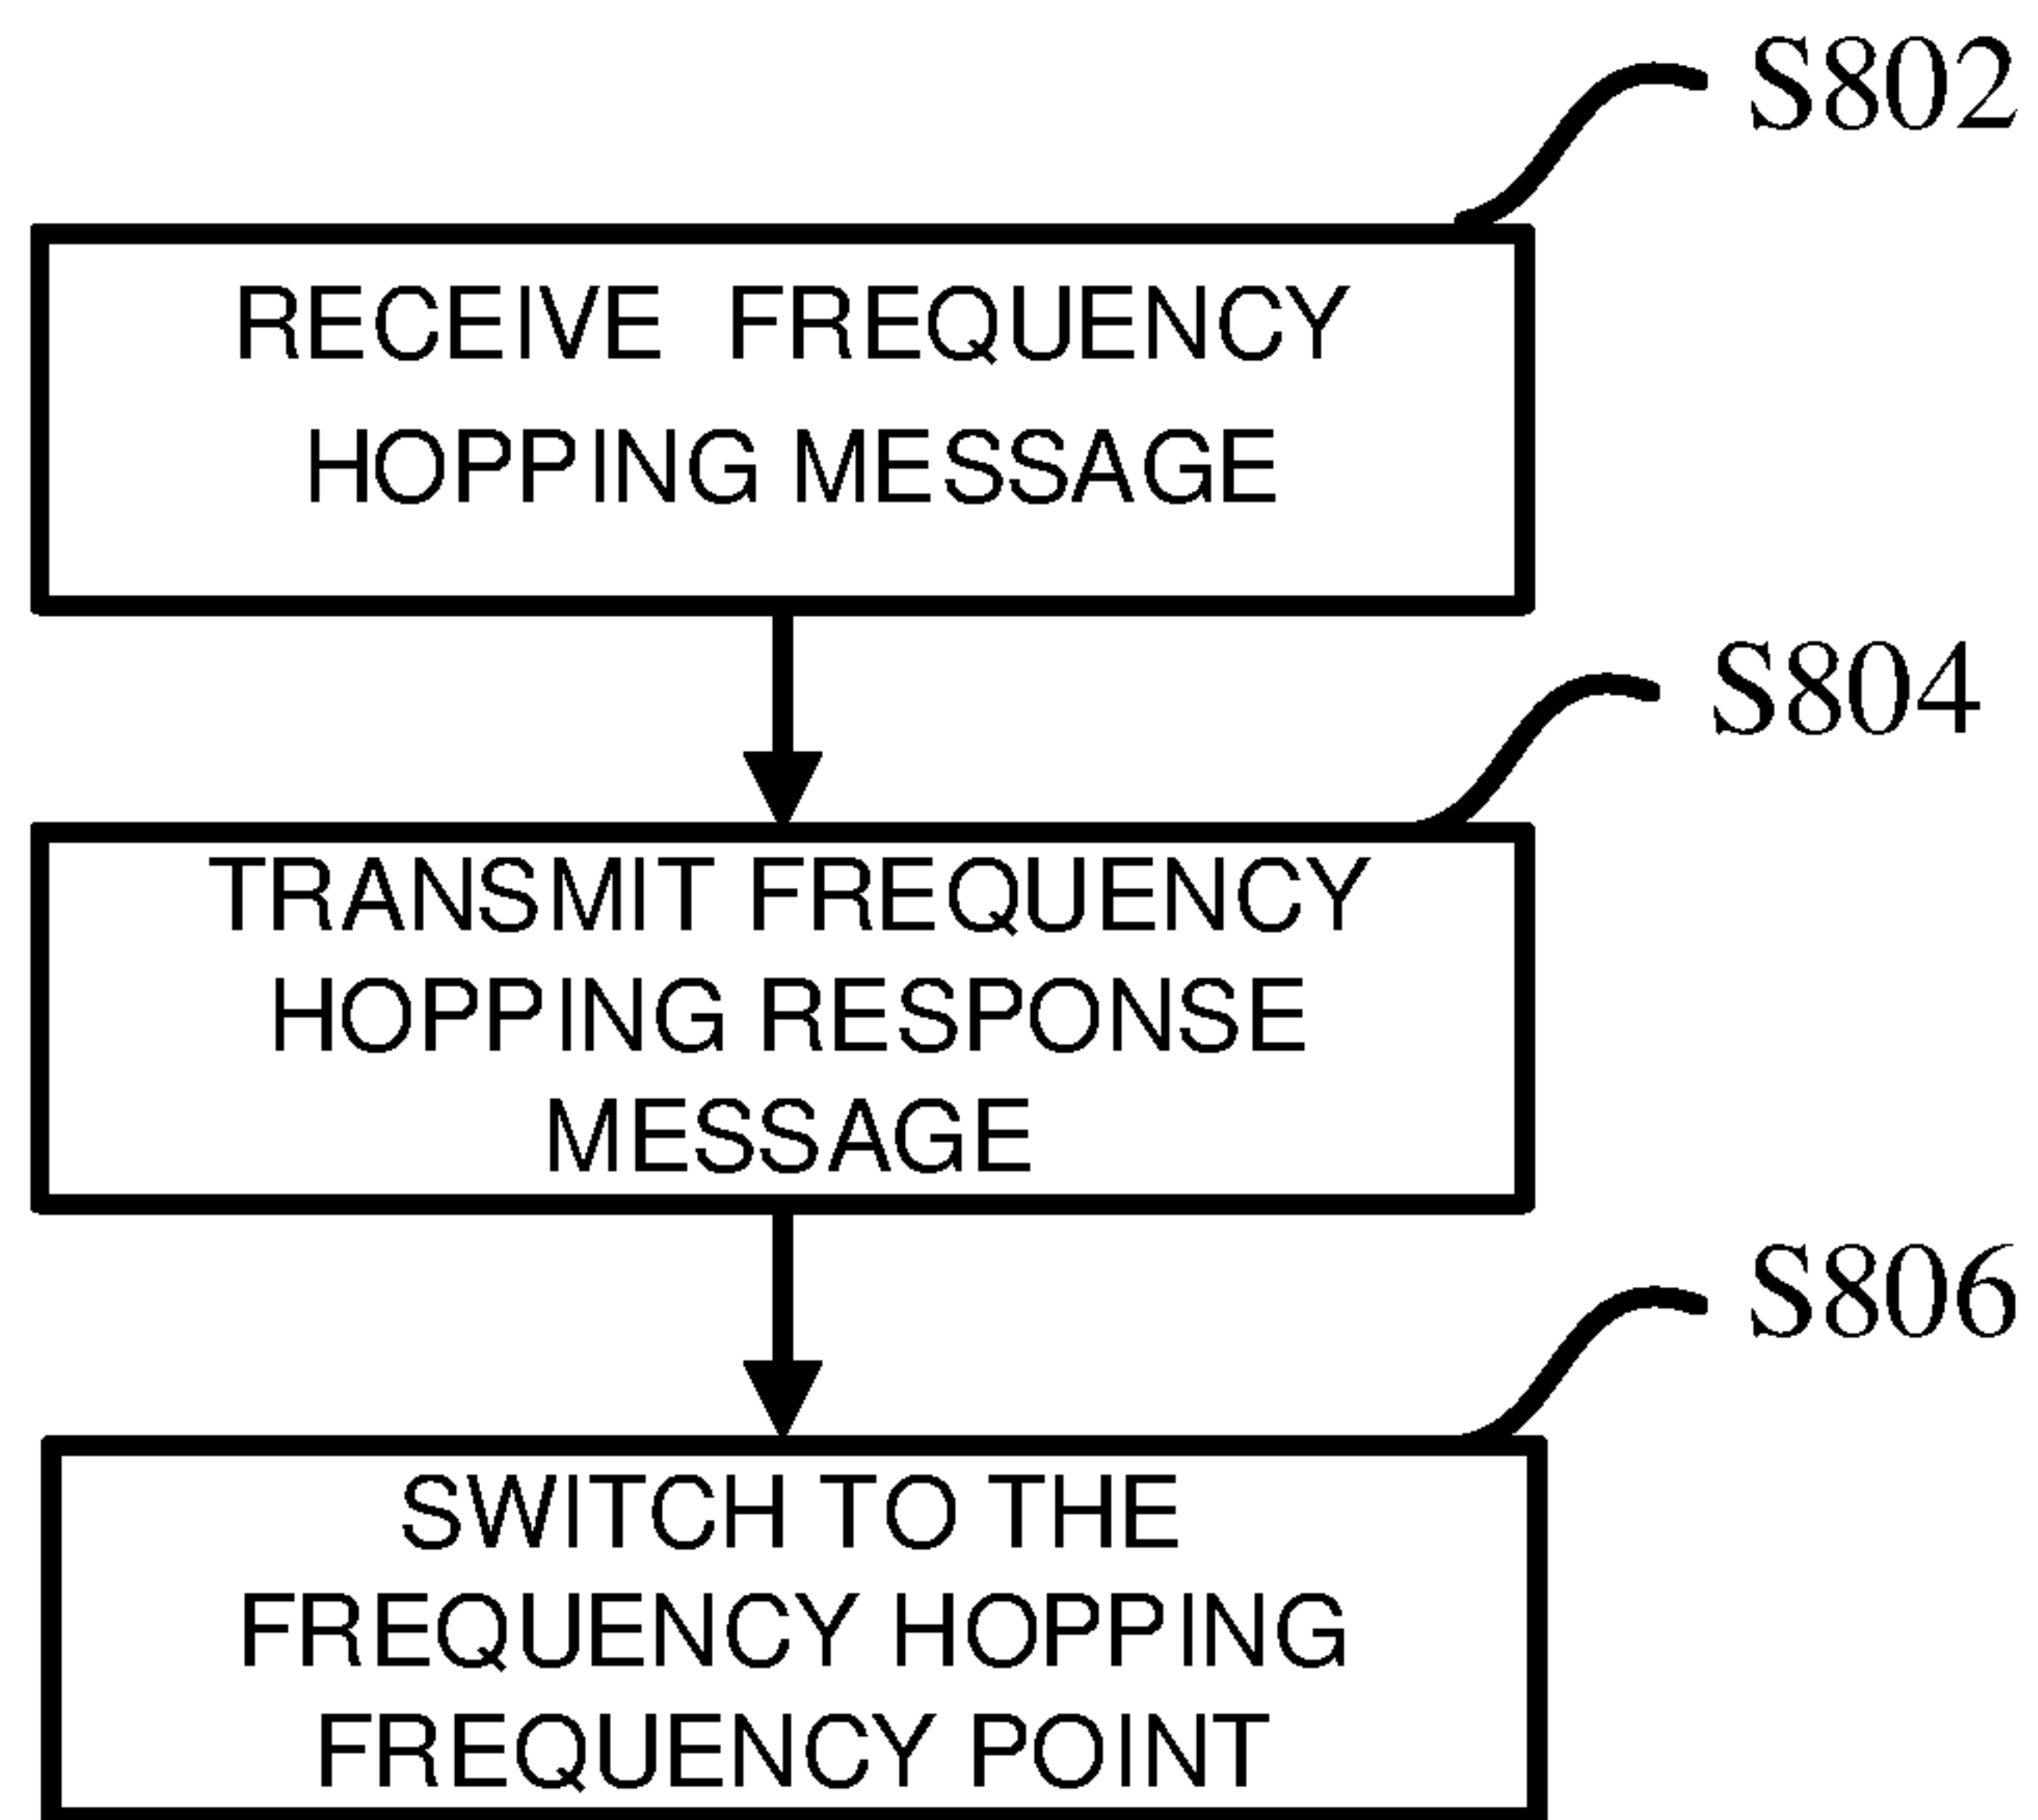 S802
RECEIVE FREQUENCY
HOPPING MESSAGE
S804
TRANSMIT FREQUENCY
HOPPING RESPONSE
MESSAGE
S806
SWITCH TO THE
FREQUENCY HOPPING
FREQUENCY POINT